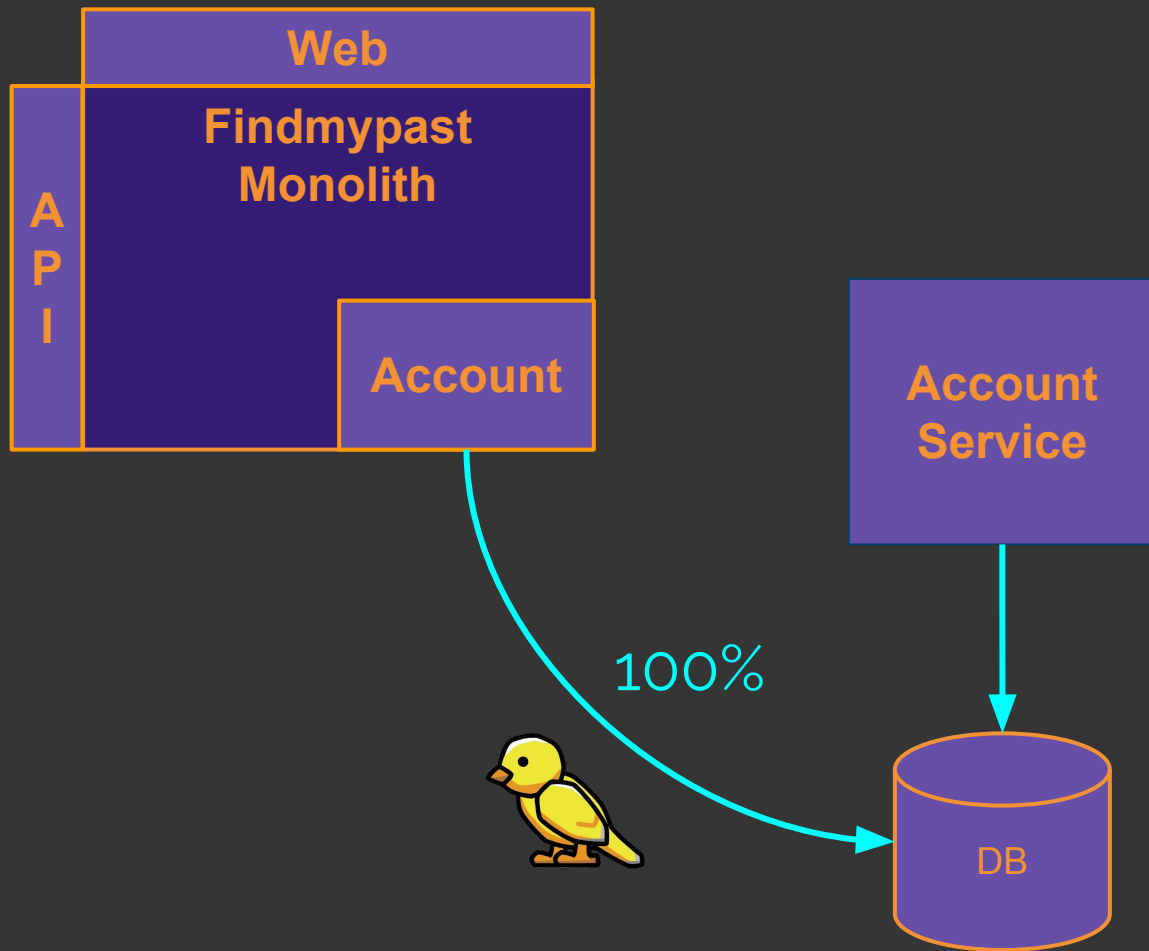 Web
Findmypast
Monolith
A
P
I
Account
Account
Service
100%
DB